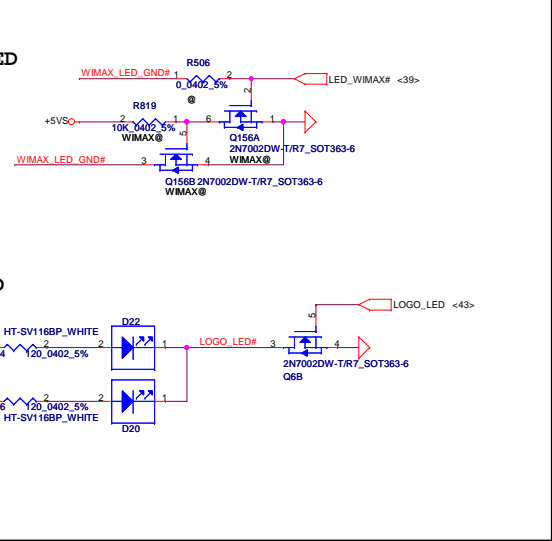 ED
R506
WIMAX_LED_GND# 1 2
0_0402_5%
@
LED_WIMAX# <39>
2
+5VS
R819
2 1 6 1
10K_0402_5%
WIMAX@
5
Q156A
2N7002DW-T/R7_SOT363-6
WIMAX@
WIMAX_LED_GND# 3 4
Q156B 2N7002DW-T/R7_SOT363-6
WIMAX@
D
LOGO_LED <43>
5
HT-SV116BP_WHITE
D22
4 2 2 1
120_0402_5%
LOGO_LED# 3 4
2N7002DW-T/R7_SOT363-6
Q6B
6 2 2 1
120_0402_5%
HT-SV116BP_WHITE
D20